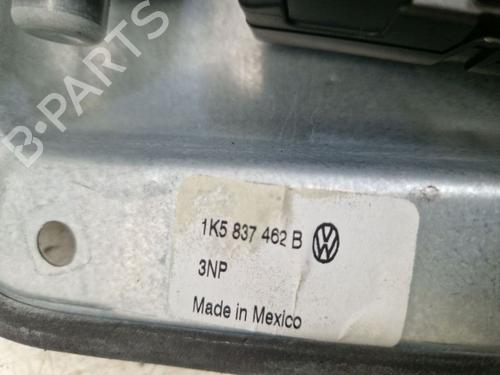 B-PARTS
1K5 837 462 B
3NP
Made in Mexico